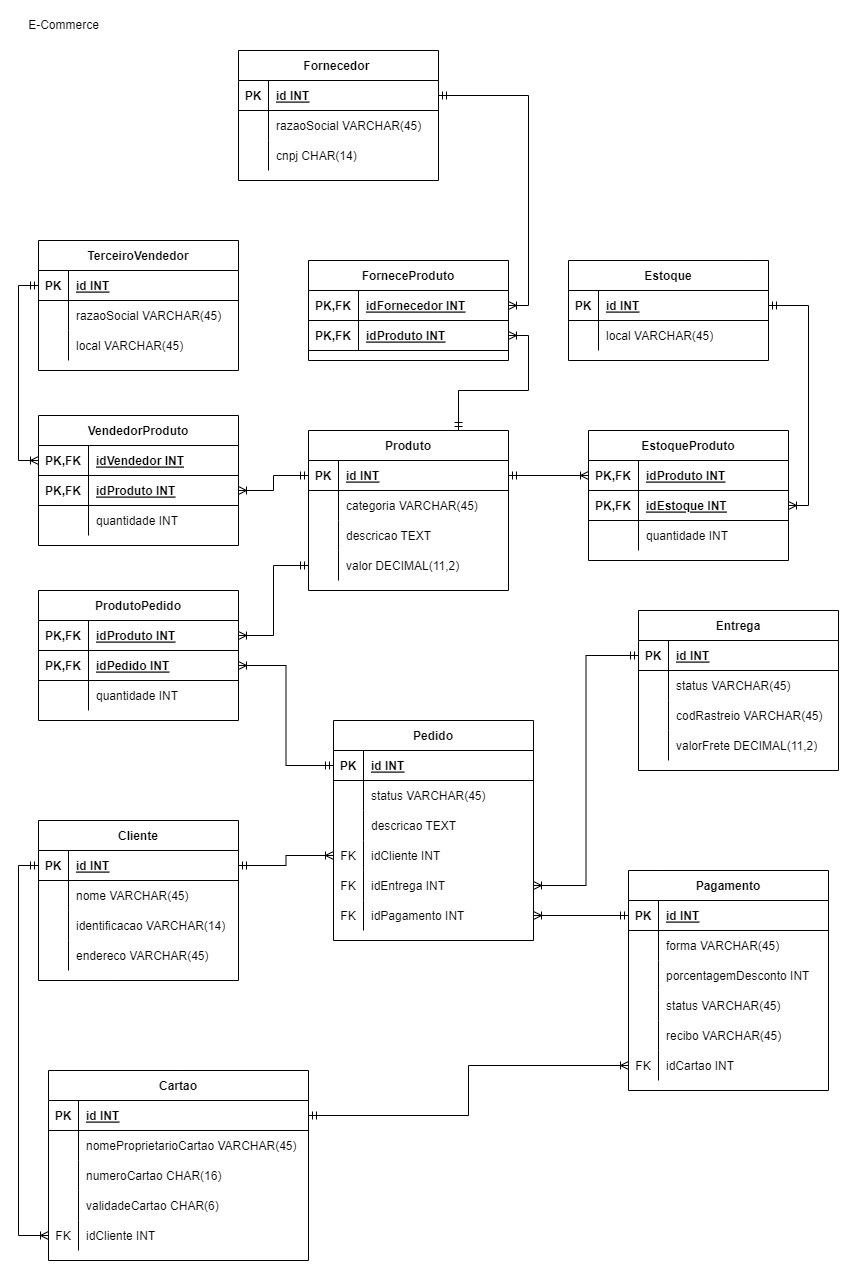 E-Commerce
Fornecedor
PK id INT
razaoSocial VARCHAR(45)
cnpj CHAR(14)
TerceiroVendedor
PK id INT
razaoSocial VARCHAR(45)
local VARCHAR(45)
ForneceProduto
PK,FK idFornecedor INT
PK,FK idProduto INT
Estoque
PK id INT
local VARCHAR(45)
VendedorProduto
PK,FK idVendedor INT
PK,FK idProduto INT
quantidade INT
Produto
PK id INT
categoria VARCHAR(45)
descricao TEXT
valor DECIMAL(11,2)
EstoqueProduto
PK,FK idProduto INT
PK,FK idEstoque INT
quantidade INT
ProdutoPedido
PK,FK idProduto INT
PK,FK idPedido INT
quantidade INT
Entrega
PK id INT
status VARCHAR(45)
codRastreio VARCHAR(45)
valorFrete DECIMAL(11,2)
Pedido
PK id INT
status VARCHAR(45)
descricao TEXT
FK idCliente INT
FK idEntrega INT
FK idPagamento INT
Cliente
PK id INT
nome VARCHAR(45)
identificacao VARCHAR(14)
endereco VARCHAR(45)
Pagamento
PK id INT
forma VARCHAR(45)
porcentagemDesconto INT
status VARCHAR(45)
recibo VARCHAR(45)
FK idCartao INT
Cartao
PK id INT
nomeProprietarioCartao VARCHAR(45)
numeroCartao CHAR(16)
validadeCartao CHAR(6)
FK idCliente INT